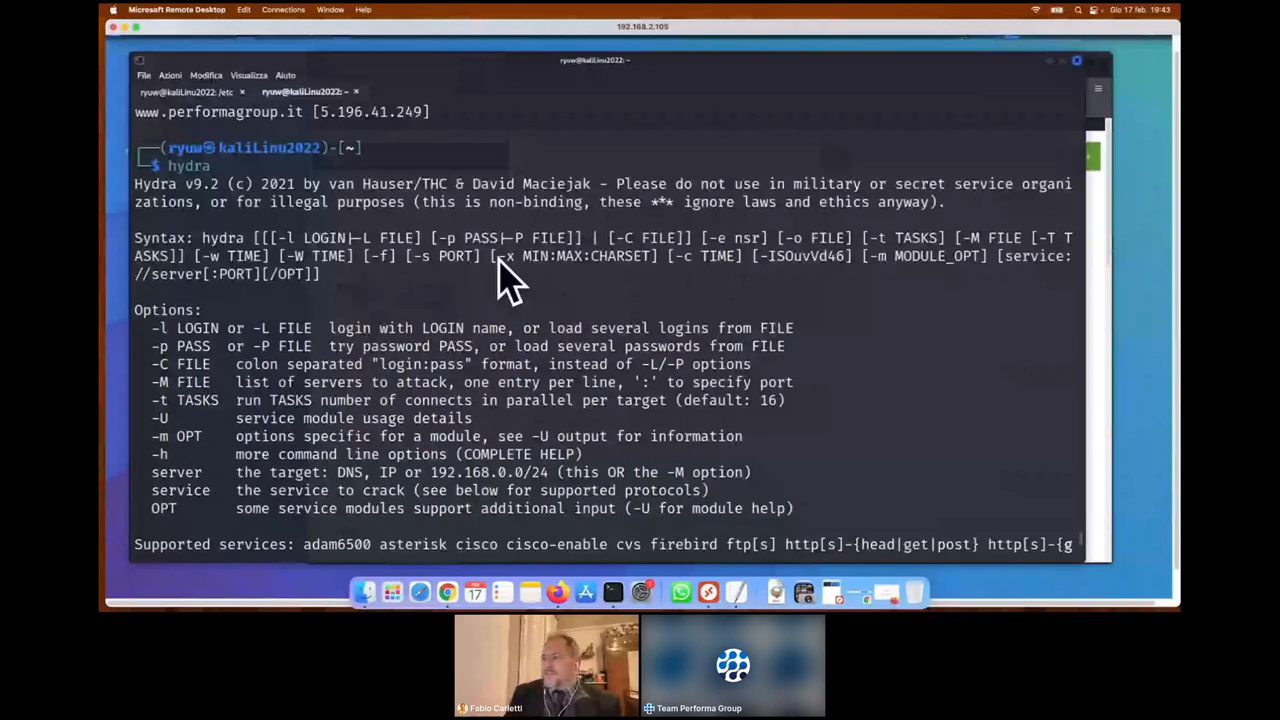 Microsoft Remote Desktop Edit Connections Window Help Gio 17 feb 19:43
192.168.2.105
ryuw@kaliLinu2022: ~
File Azioni Modifica Visualizza Aiuto
ryuw@kaliLinu2022: /etc × ryuw@kaliLinu2022: ~ ×
www.performagroup.it [5.196.41.249]
┌──(ryuw㉿kaliLinu2022)-[~]
└─$ hydra
Hydra v9.2 (c) 2021 by van Hauser/THC & David Maciejak - Please do not use in military or secret service organi
zations, or for illegal purposes (this is non-binding, these *** ignore laws and ethics anyway).
Syntax: hydra [[[-l LOGIN|-L FILE] [-p PASS|-P FILE]] | [-C FILE]] [-e nsr] [-o FILE] [-t TASKS] [-M FILE [-T T
ASKS]] [-w TIME] [-W TIME] [-f] [-s PORT] [-x MIN:MAX:CHARSET] [-c TIME] [-ISOuvVd46] [-m MODULE_OPT] [service:
//server[:PORT][/OPT]]
Options:
-l LOGIN or -L FILE login with LOGIN name, or load several logins from FILE
-p PASS or -P FILE try password PASS, or load several passwords from FILE
-C FILE colon separated "login:pass" format, instead of -L/-P options
-M FILE list of servers to attack, one entry per line, ':' to specify port
-t TASKS run TASKS number of connects in parallel per target (default: 16)
-U service module usage details
-m OPT options specific for a module, see -U output for information
-h more command line options (COMPLETE HELP)
server the target: DNS, IP or 192.168.0.0/24 (this OR the -M option)
service the service to crack (see below for supported protocols)
OPT some service modules support additional input (-U for module help)
Supported services: adam6500 asterisk cisco cisco-enable cvs firebird ftp[s] http[s]-{head|get|post} http[s]-{g
FEB
17
Fabio Carletti
Team Performa Group